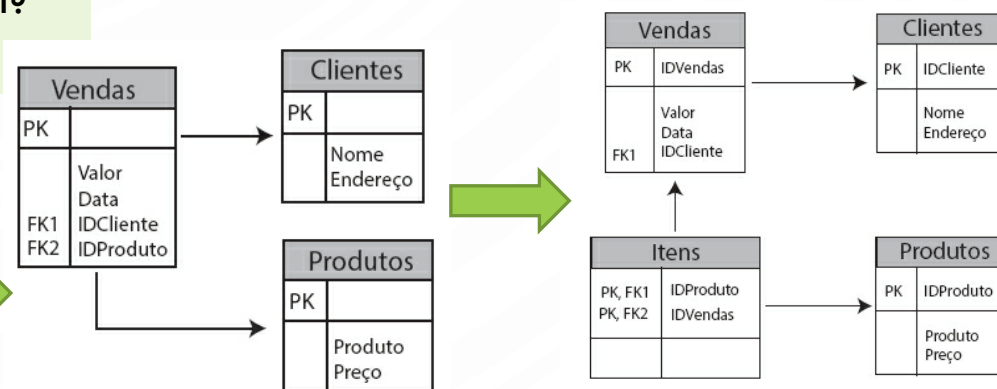 Vendas
PK
Valor
Data
FK1 IDCliente
FK2 IDProduto
Clientes
PK
Nome
Endereço
Produtos
PK
Produto
Preço
Vendas
PK IDVendas
Valor
Data
FK1 IDCliente
Clientes
PK IDCliente
Nome
Endereço
Itens
PK, FK1 IDProduto
PK, FK2 IDVendas
Produtos
PK IDProduto
Produto
Preço